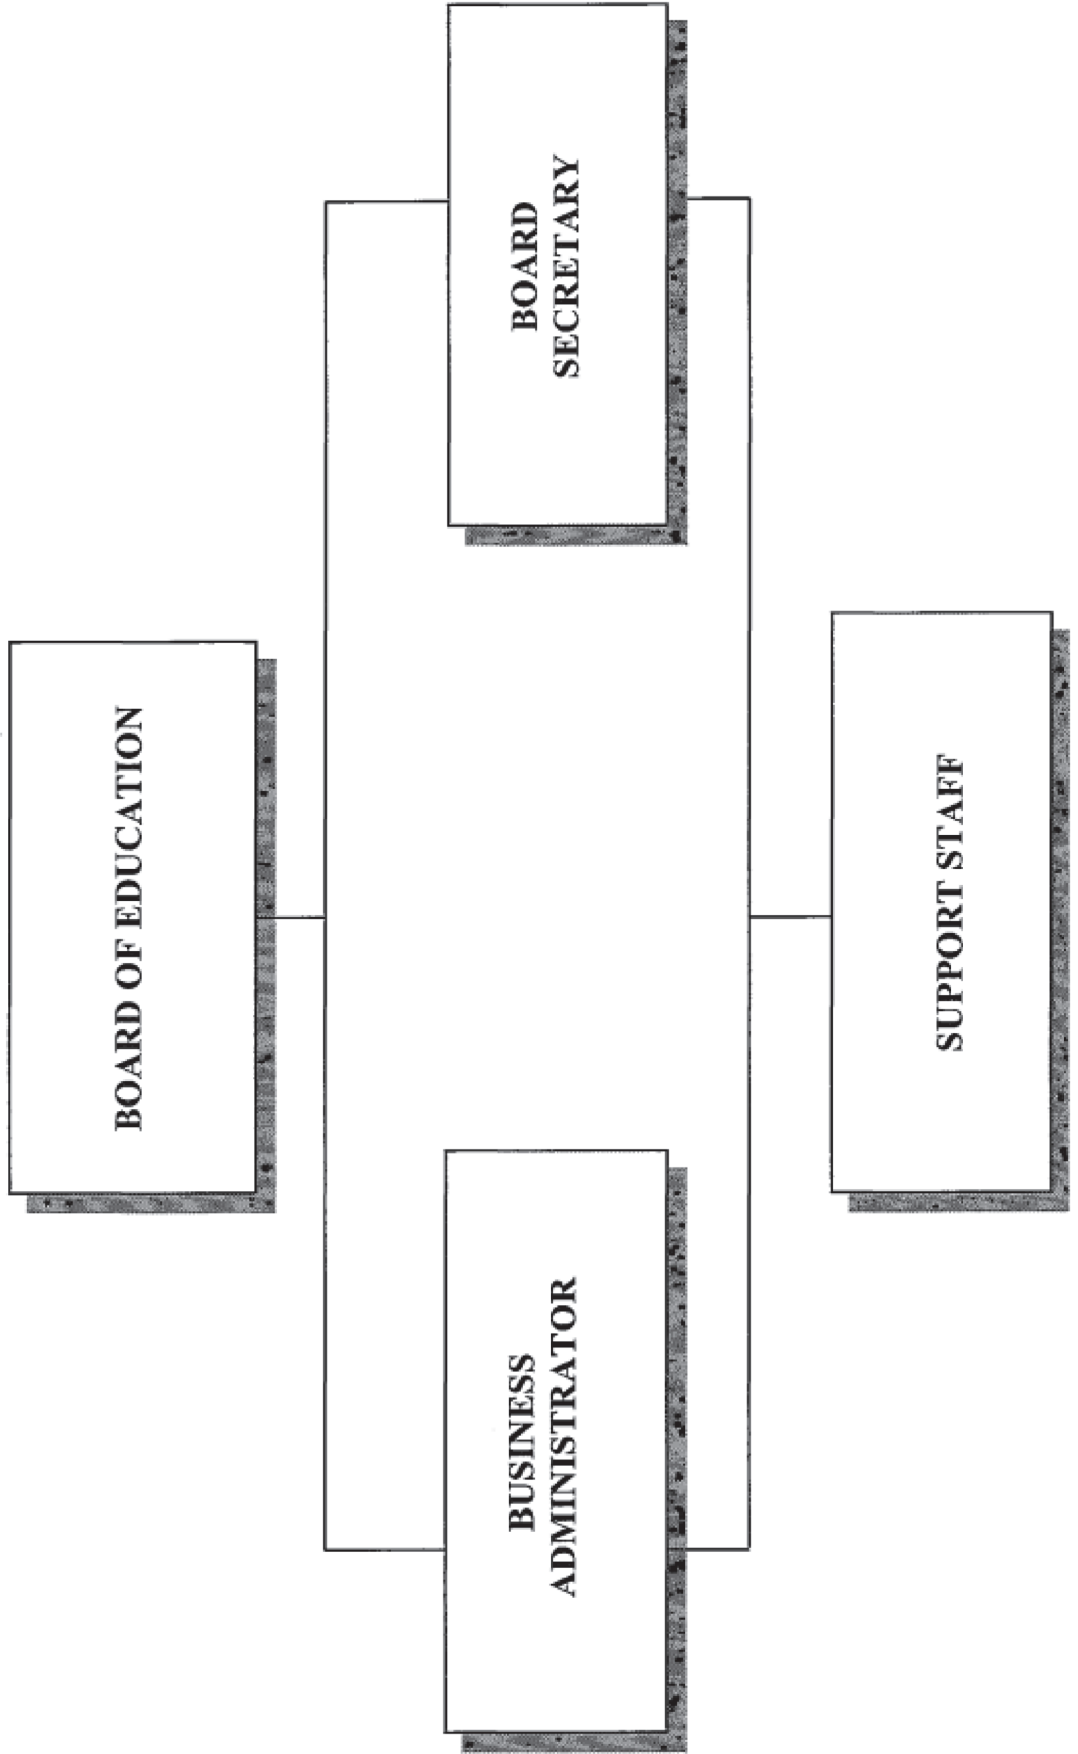 BOARD OF EDUCATION
BUSINESS
ADMINISTRATOR
BOARD
SECRETARY
SUPPORT STAFF